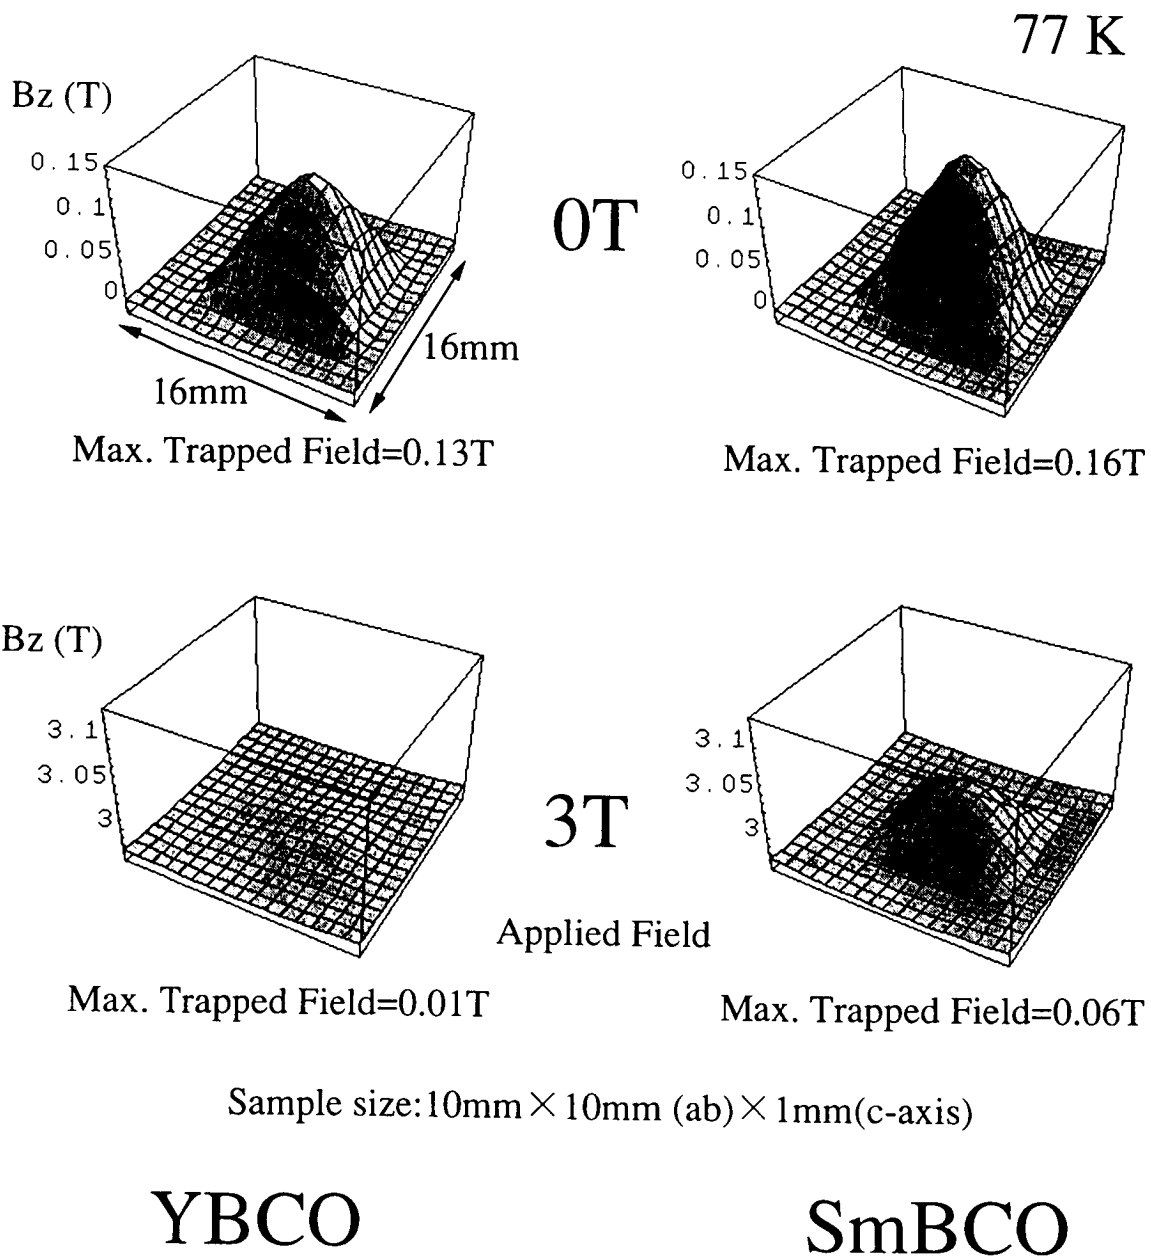 77 K
Bz (T)
0.15
0.1
0.05
0
16mm
16mm
Max. Trapped Field=0.13T
0T
0.15
0.1
0.05
0
Max. Trapped Field=0.16T
Bz (T)
3.1
3.05
3
Max. Trapped Field=0.01T
3T
Applied Field
3.1
3.05
3
Max. Trapped Field=0.06T
Sample size:10mm×10mm (ab)×1mm(c-axis)
YBCO
SmBCO